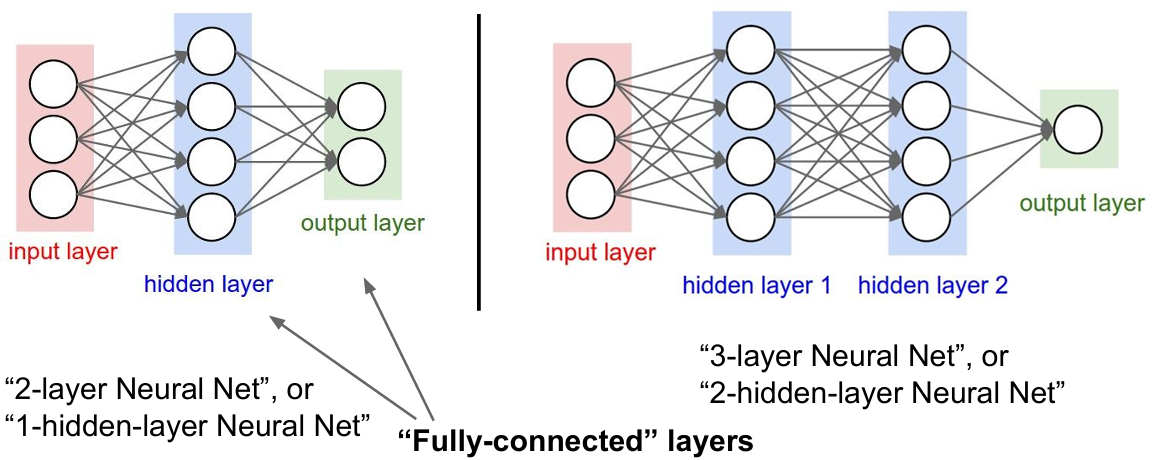 input layer
hidden layer
output layer
“2-layer Neural Net”, or
“1-hidden-layer Neural Net”
“Fully-connected” layers
input layer
hidden layer 1
hidden layer 2
output layer
“3-layer Neural Net”, or
“2-hidden-layer Neural Net”